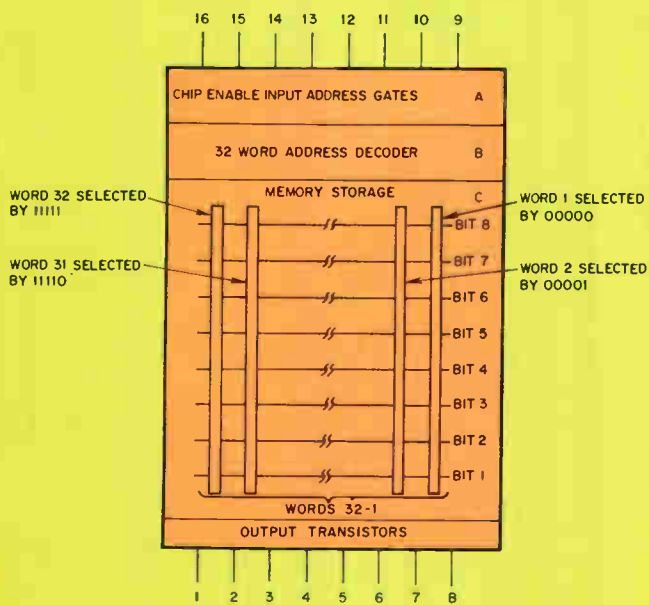 16 15 14 13 12 11 10 9
CHIP ENABLE INPUT ADDRESS GATES A
32 WORD ADDRESS DECODER B
MEMORY STORAGE C
WORD 32 SELECTED
BY 11111
WORD 31 SELECTED
BY 11110
WORD 1 SELECTED
BY 00000
WORD 2 SELECTED
BY 00001
BIT 8
BIT 7
BIT 6
BIT 5
BIT 4
BIT 3
BIT 2
BIT 1
WORDS 32-1
OUTPUT TRANSISTORS
1 2 3 4 5 6 7 8